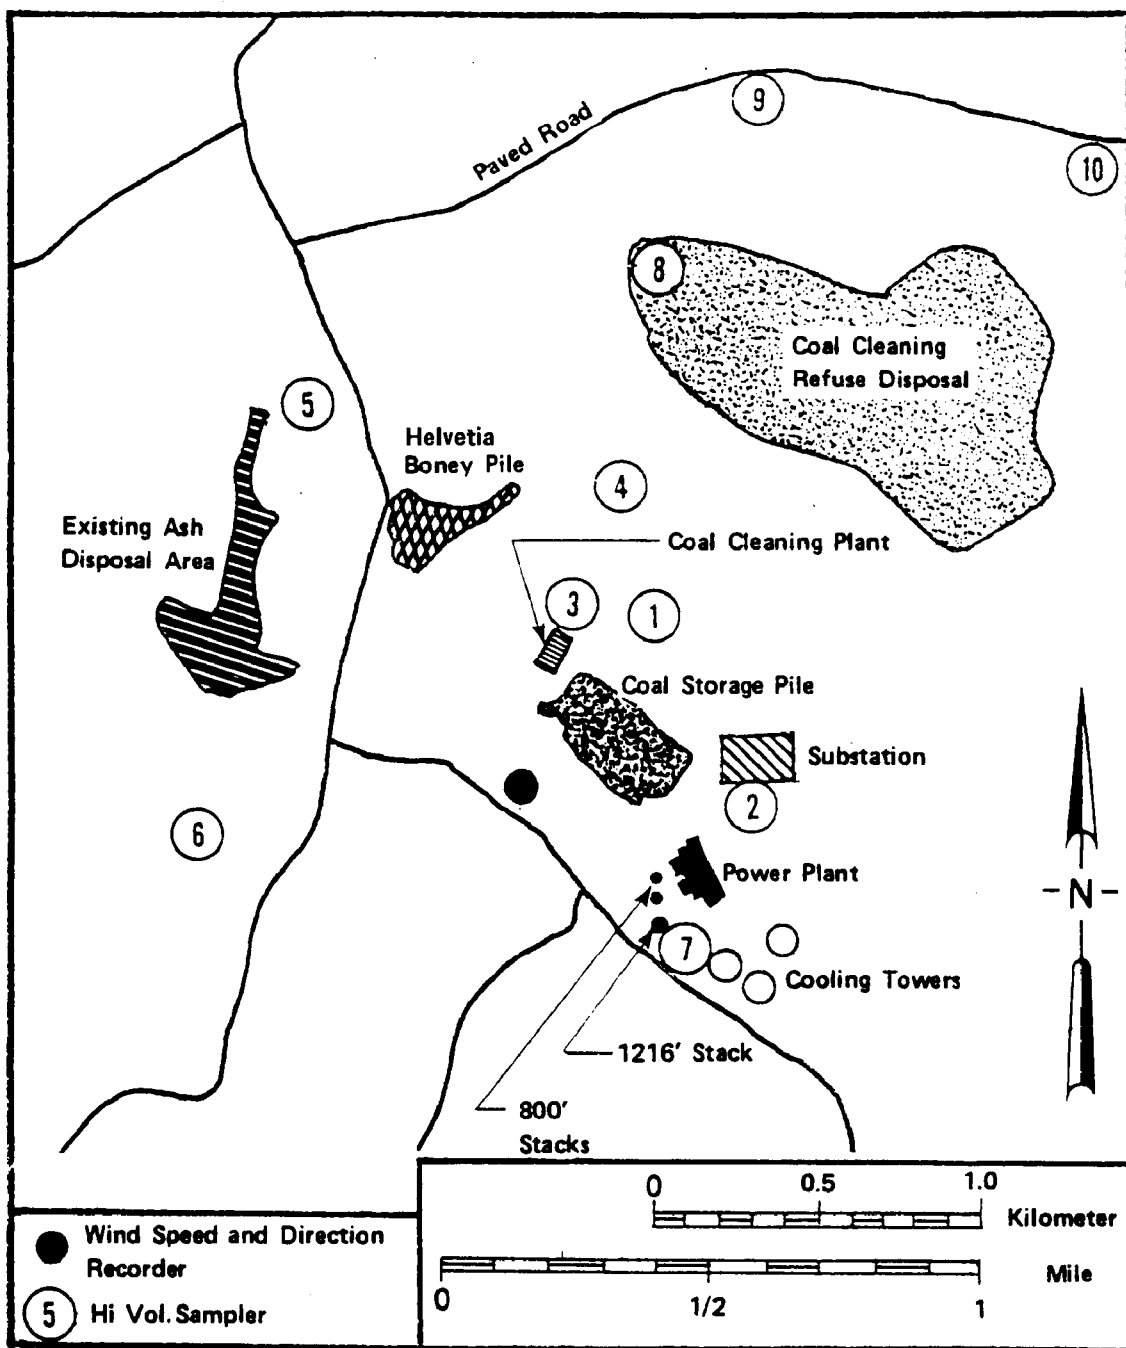 9
Paved Road
10
8
Coal Cleaning
Refuse Disposal
5
Helvetia
Boney Pile
4
Existing Ash
Disposal Area
Coal Cleaning Plant
3
1
Coal Storage Pile
Substation
2
6
Power Plant
- N -
7
Cooling Towers
1216' Stack
800'
Stacks
0 0.5 1.0
Kilometer
Wind Speed and Direction
Recorder
Mile
0 1/2 1
5 Hi Vol. Sampler